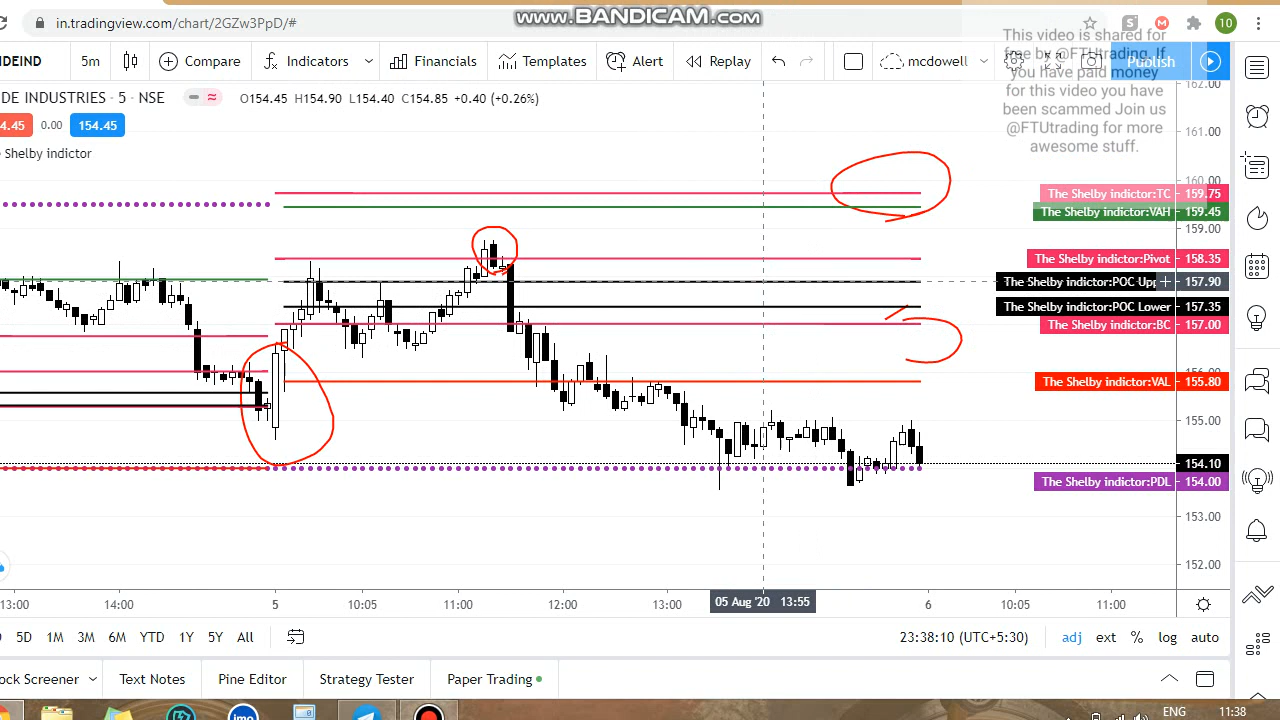 in.tradingview.com/chart/2GZw3PpD/#
www.BANDICAM.com
10
DEIND
5m
Compare
Indicators
Financials
Templates
Alert
Replay
mcdowell
Publish
This video is shared for
free by @FTUtrading. If
you have paid money
for this video you have
been scammed Join us
@FTUtrading for more
awesome stuff.
DE INDUSTRIES · 5 · NSE
O154.45 H154.90 L154.40 C154.85 +0.40 (+0.26%)
4.45 0.00 154.45
Shelby indictor
162.00
161.00
160.00
The Shelby indictor:TC 159.75
The Shelby indictor:VAH 159.45
159.00
The Shelby indictor:Pivot 158.35
The Shelby indictor:POC Upp 157.90
The Shelby indictor:POC Lower 157.35
The Shelby indictor:BC 157.00
156.00
The Shelby indictor:VAL 155.80
155.00
154.10
The Shelby indictor:PDL 154.00
153.00
152.00
13:00 14:00 5 10:05 11:00 12:00 13:00 05 Aug '20 13:55 6 10:05 11:00
5D 1M 3M 6M YTD 1Y 5Y All
23:38:10 (UTC+5:30) adj ext % log auto
ock Screener Text Notes Pine Editor Strategy Tester Paper Trading
imo
ENG 11:38